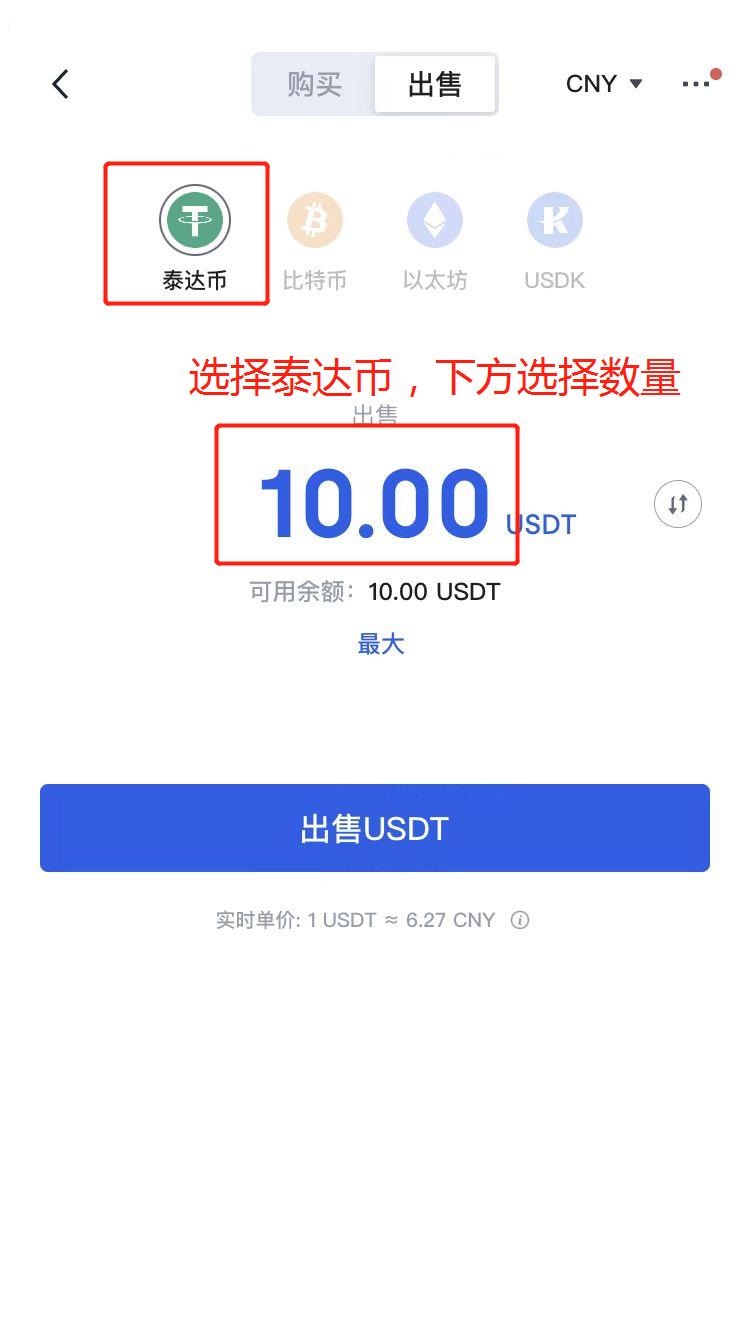 购买 出售 CNY
泰达币 比特币 以太坊 USDK
选择泰达币，下方选择数量
出售
10.00 USDT
可用余额：10.00 USDT
最大
出售USDT
实时单价: 1 USDT ≈ 6.27 CNY